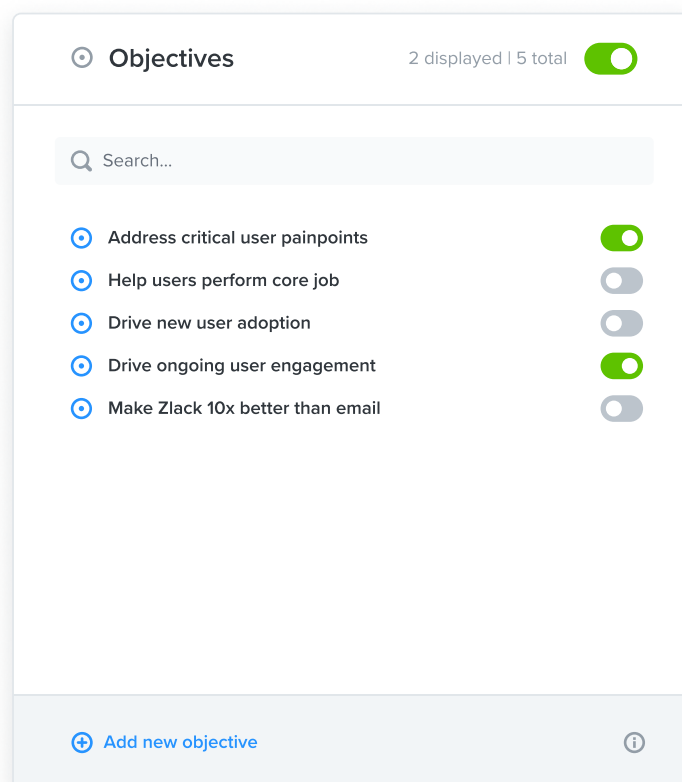 Objectives
2 displayed | 5 total
Search...
Address critical user painpoints
Help users perform core job
Drive new user adoption
Drive ongoing user engagement
Make Zlack 10x better than email
Add new objective